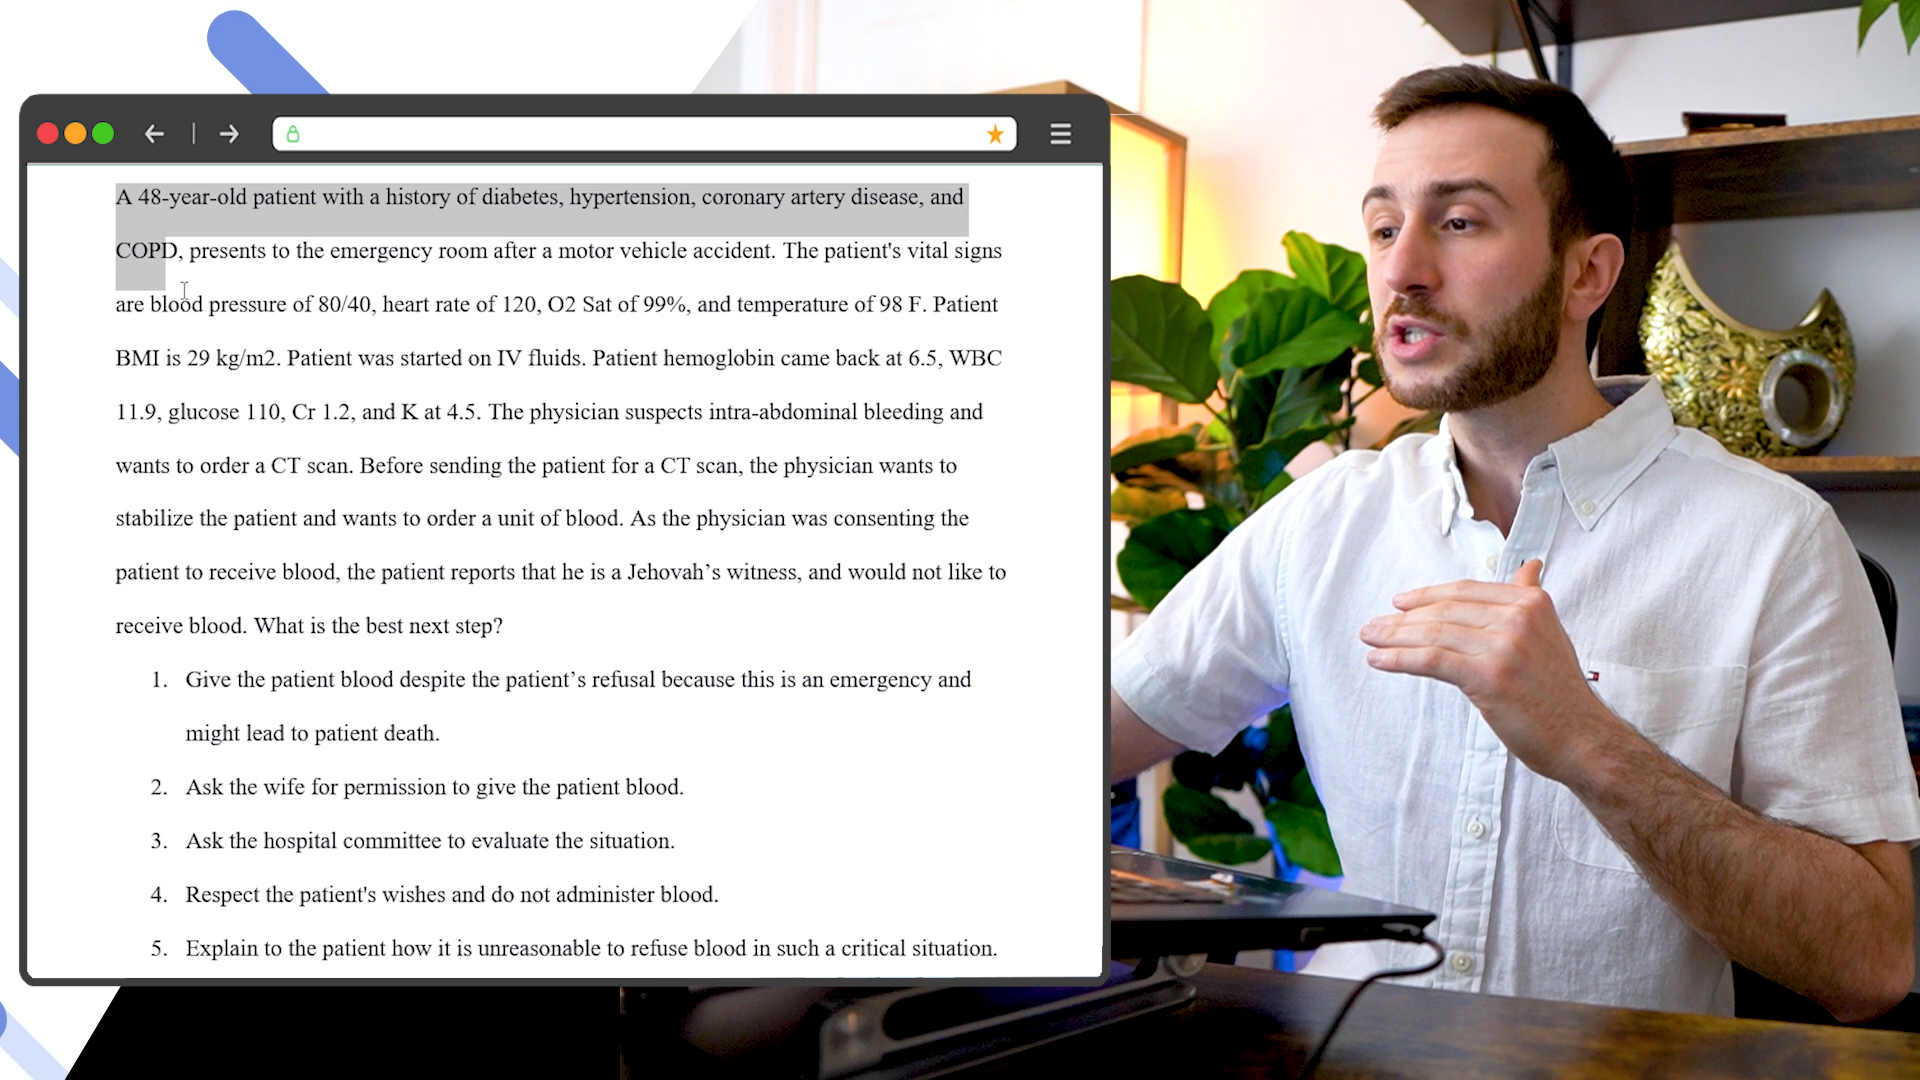 A 48-year-old patient with a history of diabetes, hypertension, coronary artery disease, and
COPD, presents to the emergency room after a motor vehicle accident. The patient's vital signs
are blood pressure of 80/40, heart rate of 120, O2 Sat of 99%, and temperature of 98 F. Patient
BMI is 29 kg/m2. Patient was started on IV fluids. Patient hemoglobin came back at 6.5, WBC
11.9, glucose 110, Cr 1.2, and K at 4.5. The physician suspects intra-abdominal bleeding and
wants to order a CT scan. Before sending the patient for a CT scan, the physician wants to
stabilize the patient and wants to order a unit of blood. As the physician was consenting the
patient to receive blood, the patient reports that he is a Jehovah’s witness, and would not like to
receive blood. What is the best next step?
1. Give the patient blood despite the patient’s refusal because this is an emergency and
might lead to patient death.
2. Ask the wife for permission to give the patient blood.
3. Ask the hospital committee to evaluate the situation.
4. Respect the patient's wishes and do not administer blood.
5. Explain to the patient how it is unreasonable to refuse blood in such a critical situation.